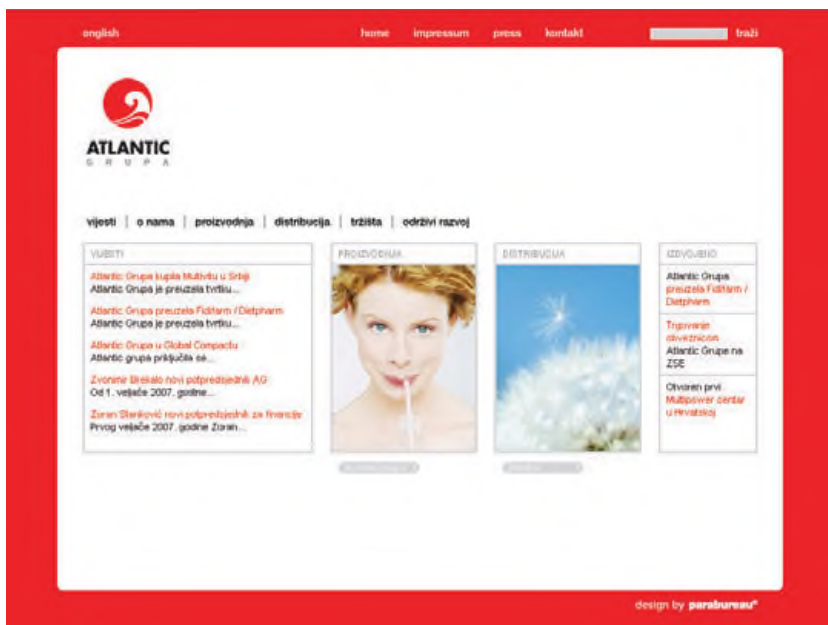 english
home impressum press kontakt
traži
ATLANTIC
GRUPA
vijesti | o nama | proizvodnja | distribucija | tržišta | održivi razvoj
VIJESTI
Atlantic Grupa kupila Multivitu u Srbiji
Atlantic Grupa je preuzela tvrtku...
Atlantic Grupa preuzela Fidifarm / Dietpharm
Atlantic Grupa je preuzela tvrtku...
Atlantic Grupa u Global Compactu
Atlantic grupa priključila se...
Zvonimir Brekalo novi potpredsjednik AG
Od 1. veljače 2007. godine...
Zoran Stanković novi potpredsjednik za financije
Prvog veljače 2007. godine Zoran...
PROIZVODNJA
DISTRIBUCIJA
IZDVOJENO
Atlantic Grupa
preuzela Fidifarm /
Dietpharm
Trgovanje
obveznicom
Atlantic Grupe na
ZSE
Otvoren prvi
Multipower centar
u Hrvatskoj
design by parabureau®